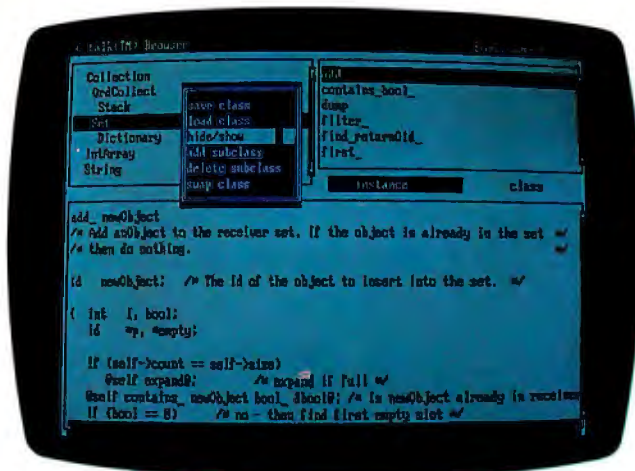 talk(TM) Browser
Collection
OrdCollect
Stack
Set
Dictionary
IntArray
String
save class
load class
hide/show
add subclass
delete subclass
swap class
add_
contains_bool_
dump
filter_
find_returnOld_
first_
instance
class
add_ newObject
/* Add anObject to the receiver set. If the object is already in the set */
/* then do nothing. */
id newObject; /* The id of the object to insert into the set. */
{ int i, bool;
id *p, *empty;
if (self->count == self->size)
@self expand@; /* expand if full */
@self contains_ newObject bool_ &bool@; /* is newObject already in receiver
if (bool == 0) /* no - then find first empty slot */